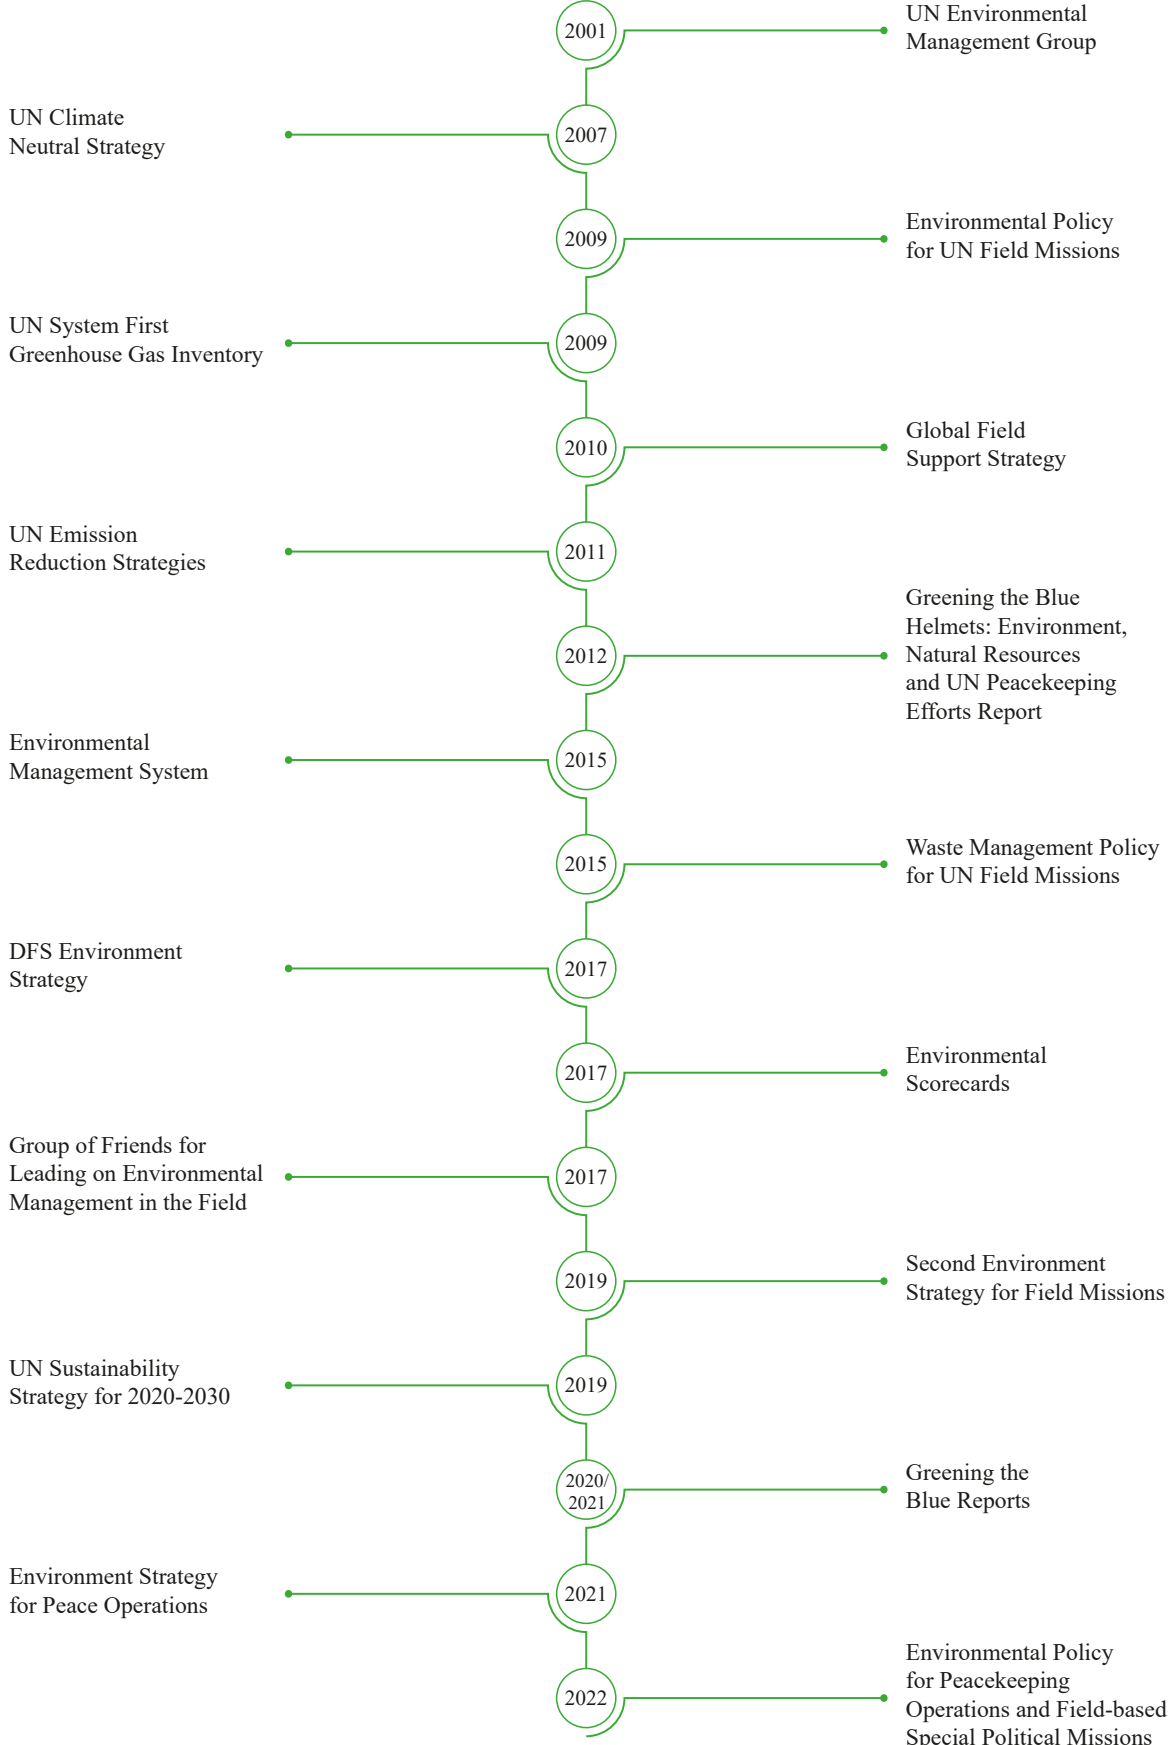 2001
UN Environmental
Management Group
UN Climate
Neutral Strategy
2007
2009
Environmental Policy
for UN Field Missions
UN System First
Greenhouse Gas Inventory
2009
2010
Global Field
Support Strategy
UN Emission
Reduction Strategies
2011
2012
Greening the Blue
Helmets: Environment,
Natural Resources
and UN Peacekeeping
Efforts Report
Environmental
Management System
2015
2015
Waste Management Policy
for UN Field Missions
DFS Environment
Strategy
2017
2017
Environmental
Scorecards
Group of Friends for
Leading on Environmental
Management in the Field
2017
2019
Second Environment
Strategy for Field Missions
UN Sustainability
Strategy for 2020-2030
2019
2020/
2021
Greening the
Blue Reports
Environment Strategy
for Peace Operations
2021
2022
Environmental Policy
for Peacekeeping
Operations and Field-based
Special Political Missions